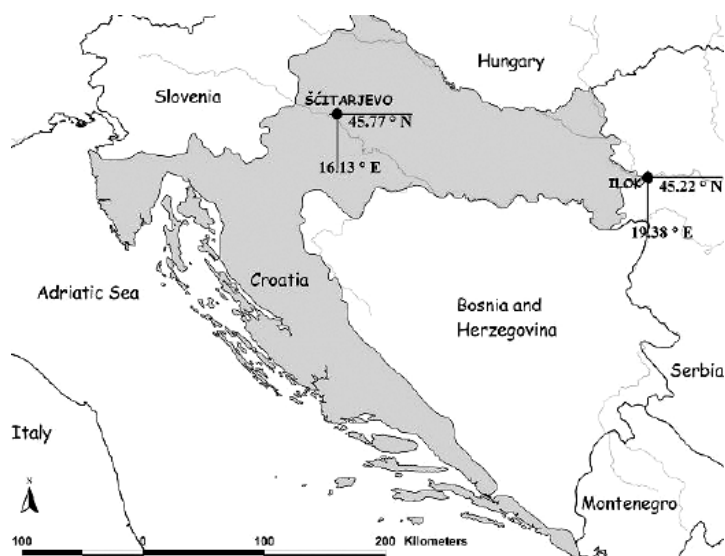 Hungary
Slovenia
ŠĆITARJEVO
45.77 ° N
16.13 ° E
ILOK
45.22 ° N
19.38 ° E
Croatia
Adriatic Sea
Bosnia and
Herzegovina
Serbia
Italy
Montenegro
N
100 0 100 200 Kilometers